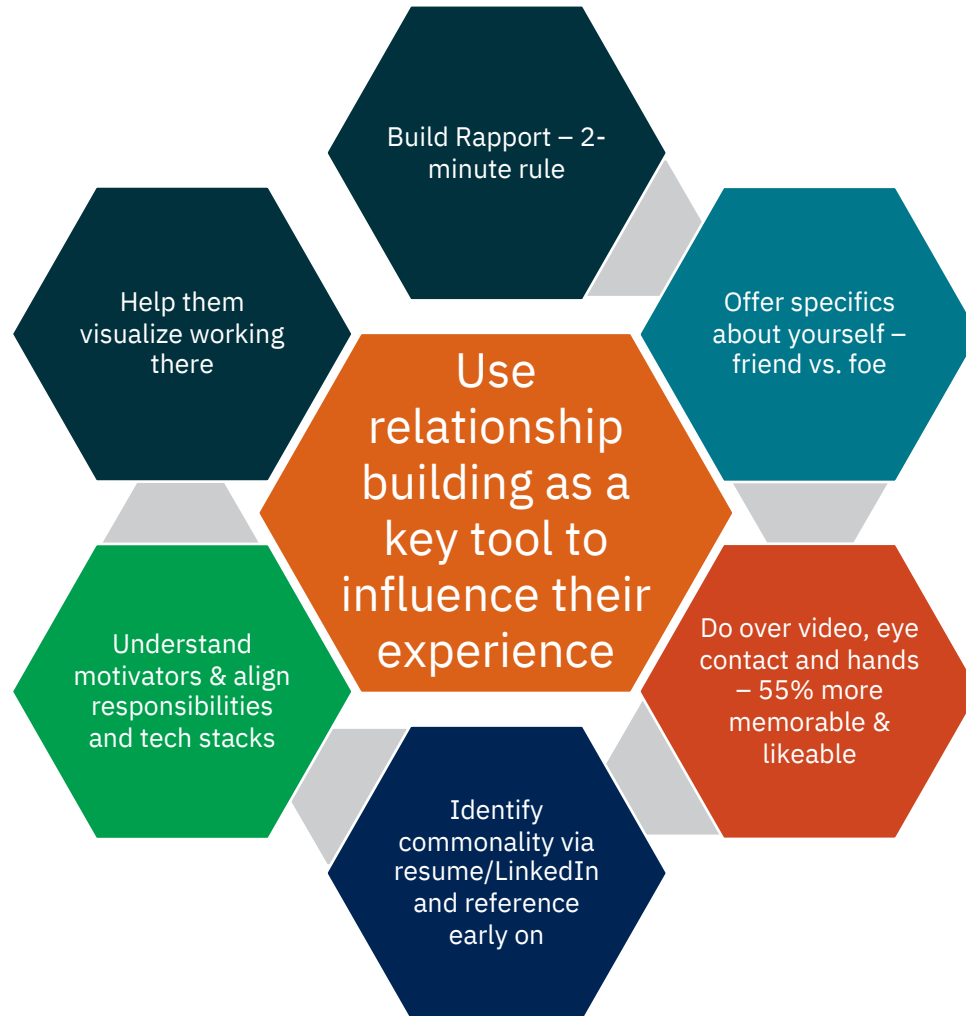 Build Rapport – 2-
minute rule
Offer specifics
about yourself –
friend vs. foe
Do over video, eye
contact and hands
– 55% more
memorable &
likeable
Identify
commonality via
resume/LinkedIn
and reference
early on
Understand
motivators & align
responsibilities
and tech stacks
Help them
visualize working
there
Use
relationship
building as a
key tool to
influence their
experience